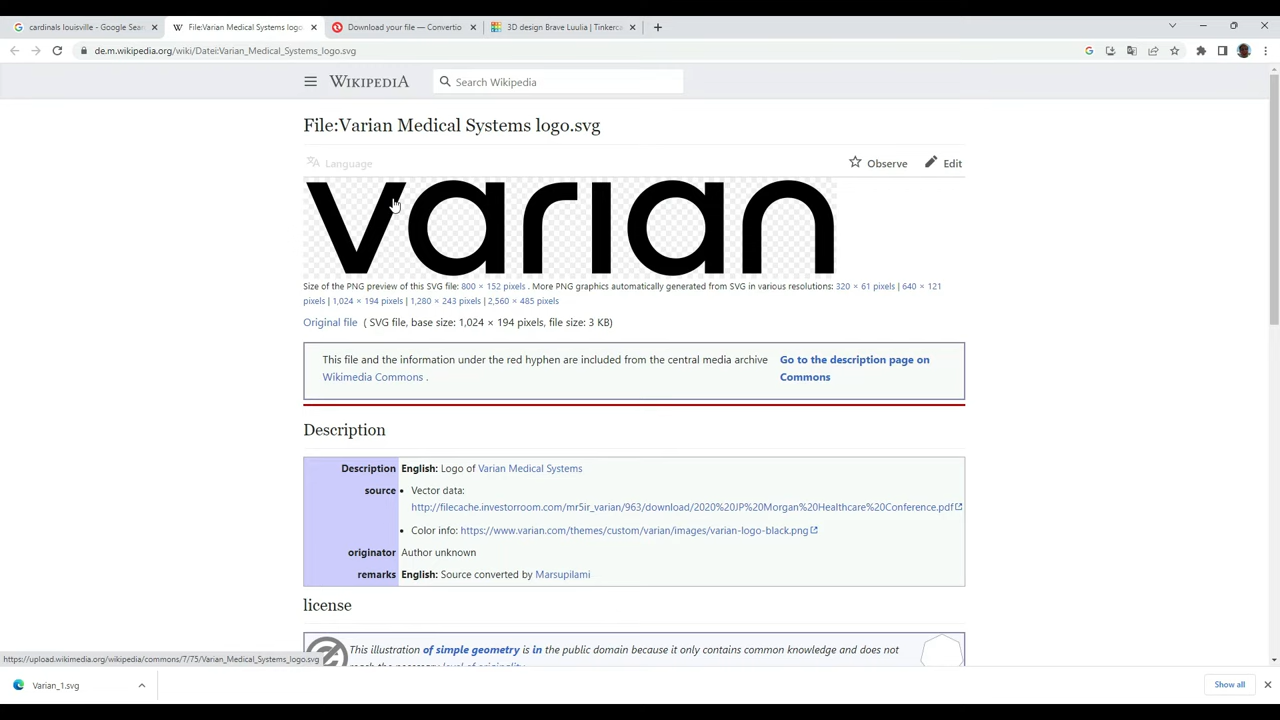 cardinals louisville - Google Sear
File:Varian Medical Systems logo
Download your file — Convertio
3D design Brave Luulia | Tinkerca
de.m.wikipedia.org/wiki/Datei:Varian_Medical_Systems_logo.svg
WIKIPEDIA
Search Wikipedia
File:Varian Medical Systems logo.svg
Language
Observe
Edit
varian
Size of the PNG preview of this SVG file: 800 × 152 pixels . More PNG graphics automatically generated from SVG in various resolutions: 320 × 61 pixels | 640 × 121
pixels | 1,024 × 194 pixels | 1,280 × 243 pixels | 2,560 × 485 pixels
Original file ( SVG file, base size: 1,024 × 194 pixels, file size: 3 KB)
This file and the information under the red hyphen are included from the central media archive
Wikimedia Commons .
Go to the description page on
Commons
Description
Description English: Logo of Varian Medical Systems
source • Vector data:
http://filecache.investorroom.com/mr5ir_varian/963/download/2020%20JP%20Morgan%20Healthcare%20Conference.pdf
• Color info: https://www.varian.com/themes/custom/varian/images/varian-logo-black.png
originator Author unknown
remarks English: Source converted by Marsupilami
license
This illustration of simple geometry is in the public domain because it only contains common knowledge and does not
reach the necessary level of originality
https://upload.wikimedia.org/wikipedia/commons/7/75/Varian_Medical_Systems_logo.svg
Varian_1.svg
Show all